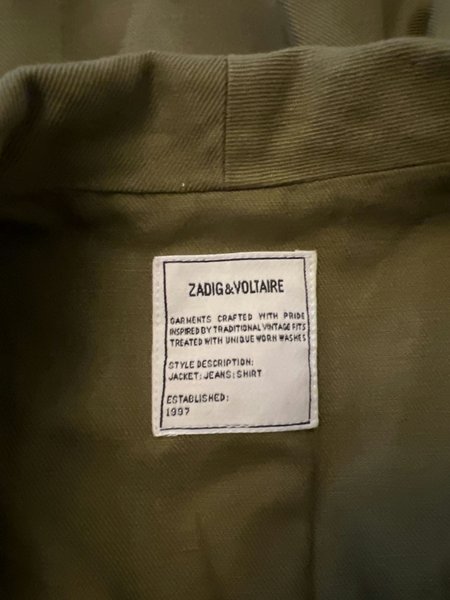 ZADIG&VOLTAIRE
GARMENTS CRAFTED WITH PRIDE
INSPIRED BY TRADITIONAL VINTAGE FITS
TREATED WITH UNIQUE WORN WASHES
STYLE DESCRIPTION:
JACKET:JEANS:SHIRT
ESTABLISHED:
1997